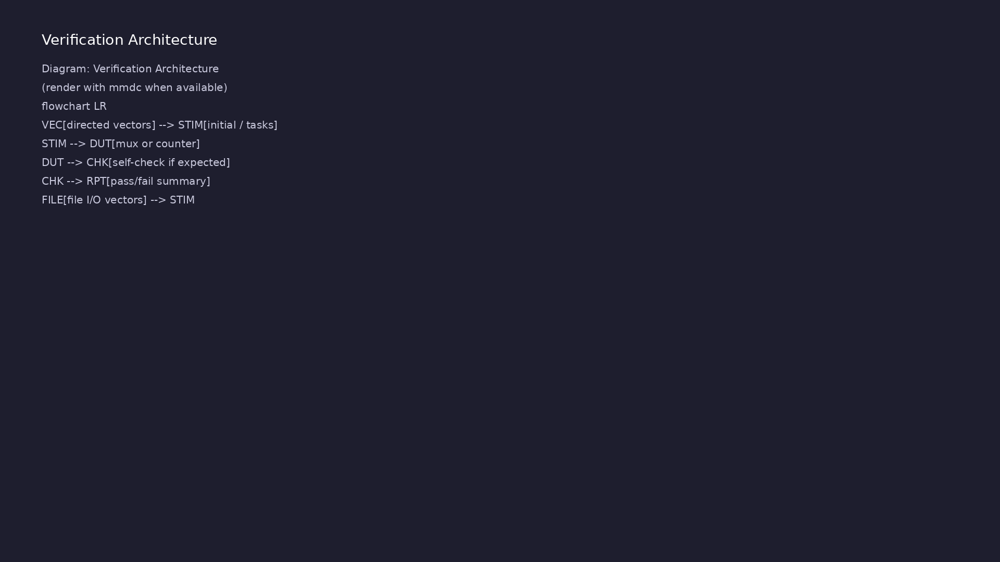 Verification Architecture
Diagram: Verification Architecture
(render with mmdc when available)
flowchart LR
VEC[directed vectors] --> STIM[initial / tasks]
STIM --> DUT[mux or counter]
DUT --> CHK[self-check if expected]
CHK --> RPT[pass/fail summary]
FILE[file I/O vectors] --> STIM